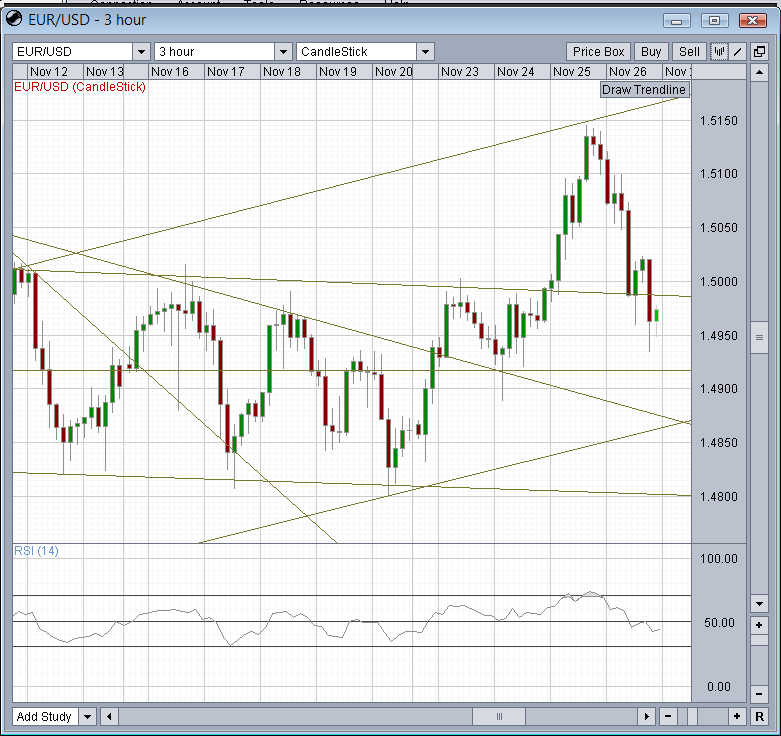 EUR/USD - 3 hour
EUR/USD 3 hour CandleStick Price Box Buy Sell
Nov 12 Nov 13 Nov 16 Nov 17 Nov 18 Nov 19 Nov 20 Nov 23 Nov 24 Nov 25 Nov 26
EUR/USD (CandleStick)
Draw Trendline
1.5150
1.5100
1.5050
1.5000
1.4950
1.4900
1.4850
1.4800
RSI (14)
100.00
50.00
0.00
Add Study
R